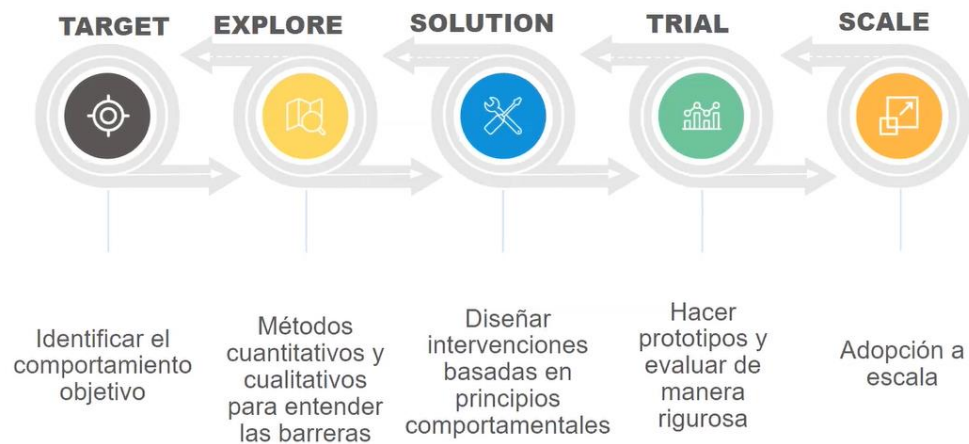 TARGET
EXPLORE
SOLUTION
TRIAL
SCALE
Identificar el
comportamiento
objetivo
Métodos
cuantitativos y
cualitativos
para entender
las barreras
Diseñar
intervenciones
basadas en
principios
comportamentales
Hacer
prototipos y
evaluar de
manera
rigurosa
Adopción a
escala